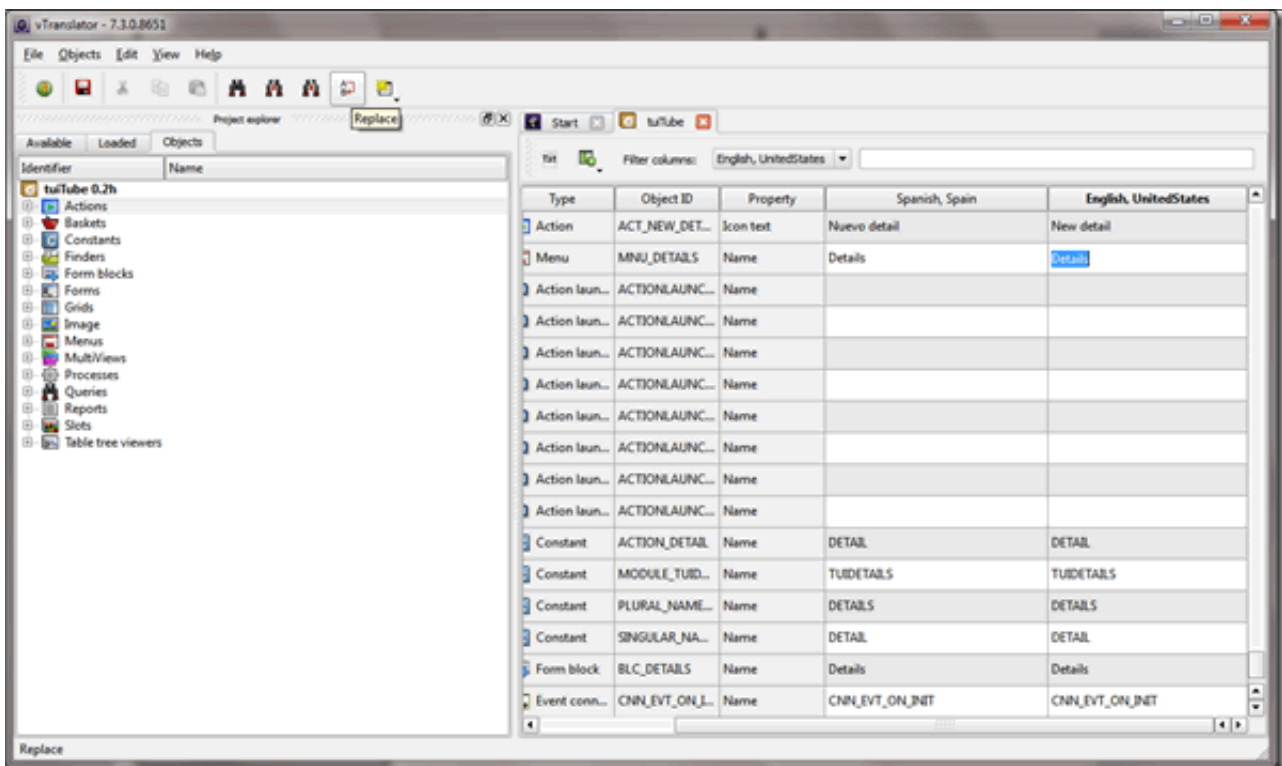 vTranslator - 7.3.0.8651
File Objects Edit View Help
Project explorer
Replace
Start tuiTube
Available Loaded Objects
Txt Filter columns: English, UnitedStates
Identifier Name
tuiTube 0.2h
Actions
Baskets
Constants
Finders
Form blocks
Forms
Grids
Image
Menus
MultiViews
Processes
Queries
Reports
Slots
Table tree viewers
Type Object ID Property Spanish, Spain English, UnitedStates
Action ACT_NEW_DET... Icon text Nuevo detail New detail
Menu MNU_DETAILS Name Details Details
Action laun... ACTIONLAUNC... Name
Action laun... ACTIONLAUNC... Name
Action laun... ACTIONLAUNC... Name
Action laun... ACTIONLAUNC... Name
Action laun... ACTIONLAUNC... Name
Action laun... ACTIONLAUNC... Name
Action laun... ACTIONLAUNC... Name
Action laun... ACTIONLAUNC... Name
Constant ACTION_DETAIL Name DETAIL DETAIL
Constant MODULE_TUID... Name TUIDETAILS TUIDETAILS
Constant PLURAL_NAME... Name DETAILS DETAILS
Constant SINGULAR_NA... Name DETAIL DETAIL
Form block BLC_DETAILS Name Details Details
Event conn... CNN_EVT_ON_I... Name CNN_EVT_ON_INIT CNN_EVT_ON_INIT
Replace